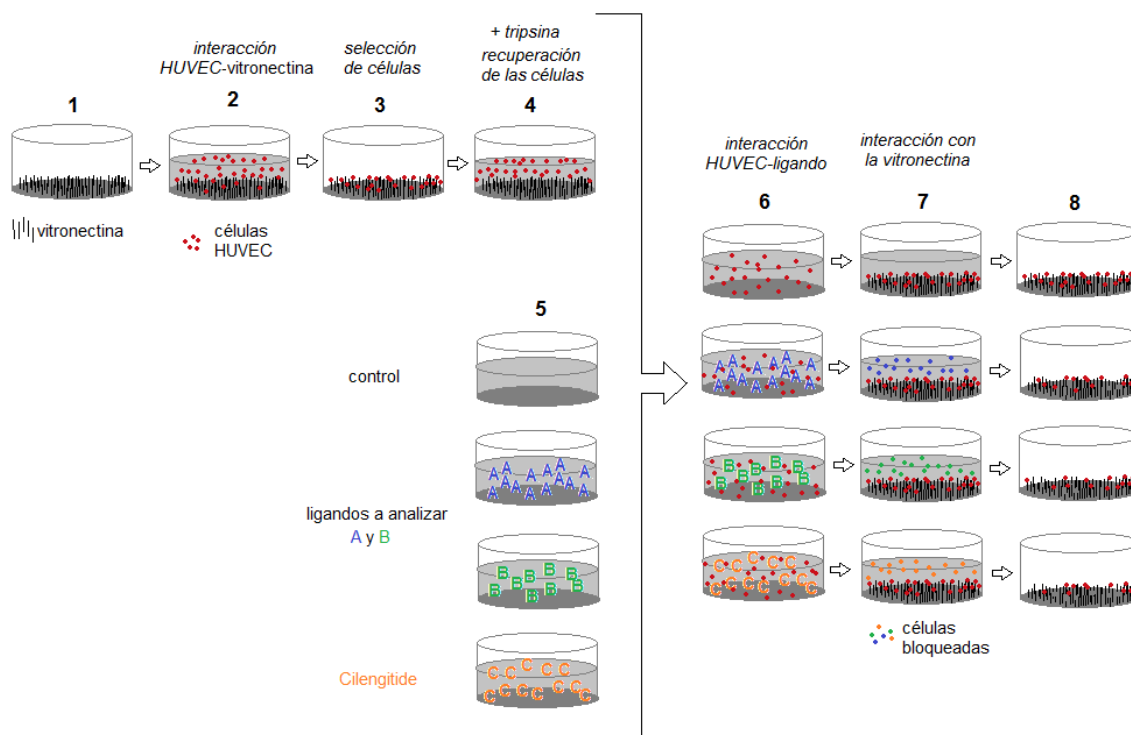 + tripsina
interacción
HUVEC-vitronectina
selección
de células
recuperación
de las células
1
2
3
4
vitronectina
células
HUVEC
5
control
A A A A A A A A A A A A A
ligandos a analizar
A y B
B B B B B B B B B B
Cilengitide
C C C C C C C C C C C C C
interacción
HUVEC-ligando
interacción con
la vitronectina
6
7
8
A A A A A A A A A A A A A
B B B B B B B B B B
C C C C C C C C C C C C C
células
bloqueadas